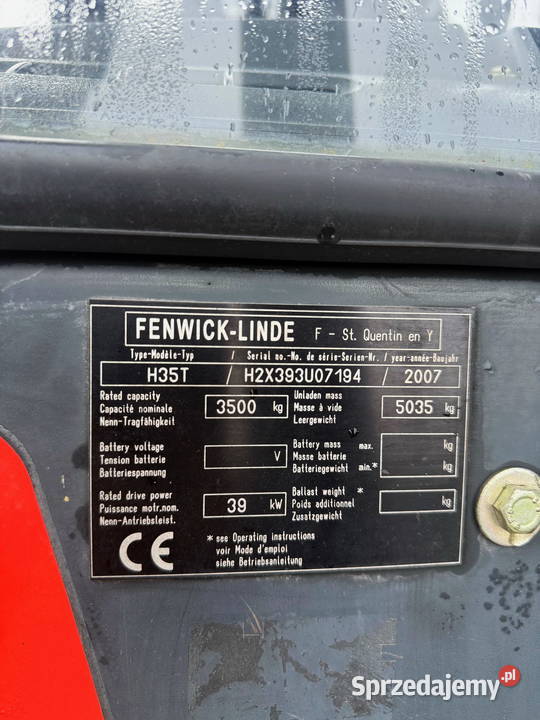 FENWICK-LINDE F - St. Quentin en Y
Type-Modèle-Typ / Serial no.-No. de série-Serien-Nr. / year-année-Baujahr
H35T / H2X393U07194 / 2007
Rated capacity
Capacité nominale 3500 kg
Nenn-Tragfähigkeit
Unladen mass
Masse à vide 5035 kg
Leergewicht
Battery voltage
Tension batterie V
Batteriespannung
Battery mass max. kg
Masse batterie
Batteriegewicht min.* kg
Rated drive power
Puissance motr.nom. 39 kW
Nenn-Antriebsleist.
Ballast weight *
Poids additionnel kg
Zusatzgewicht
CE
* see Operating instructions
voir Mode d'emploi
siehe Betriebsanleitung
Sprzedajemy.pl